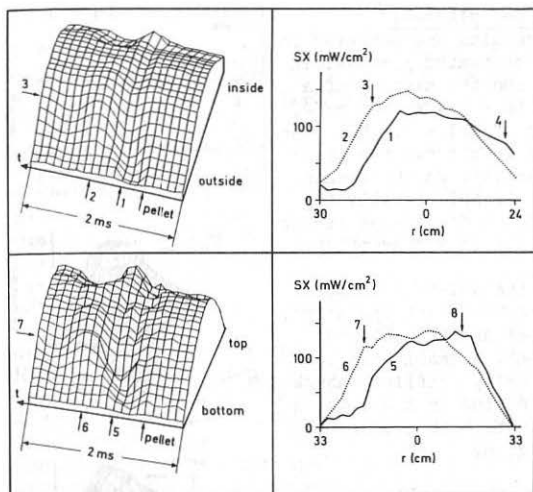 inside
3
t
2
1
pellet
outside
2 ms
SX mW/cm²
3
4
2
1
100
0
30
0
24
r (cm)
7
top
t
6
5
pellet
bottom
2 ms
SX (mW/cm²)
7
8
6
5
100
0
33
0
33
r (cm)